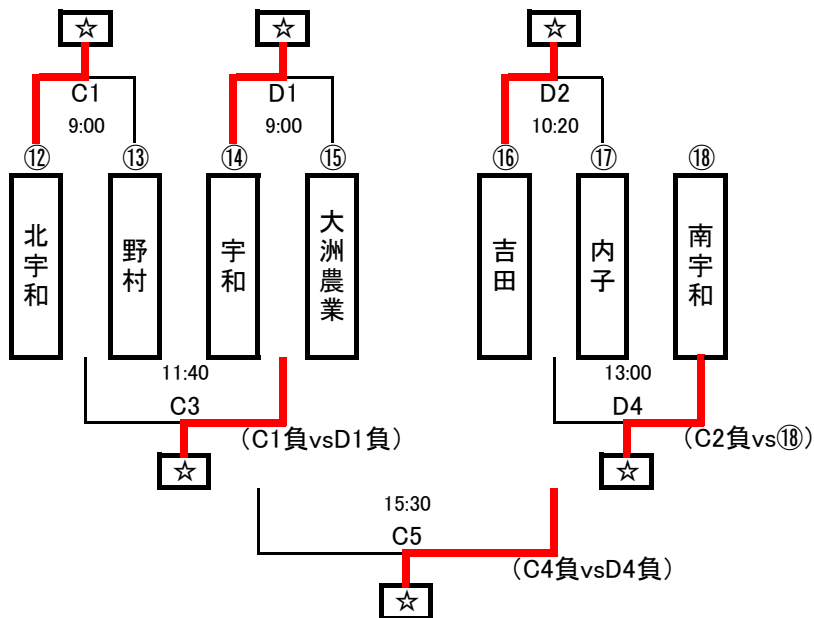 ☆ ☆ ☆
C1 D1 D2
9:00 9:00 10:20
⑫ ⑬ ⑭ ⑮ ⑯ ⑰ ⑱
北宇和
野村
宇和
大洲農業
吉田
内子
南宇和
11:40 13:00
C3 D4
(C1負vsD1負) (C2負vs⑱)
☆ ☆
15:30
C5
(C4負vsD4負)
☆